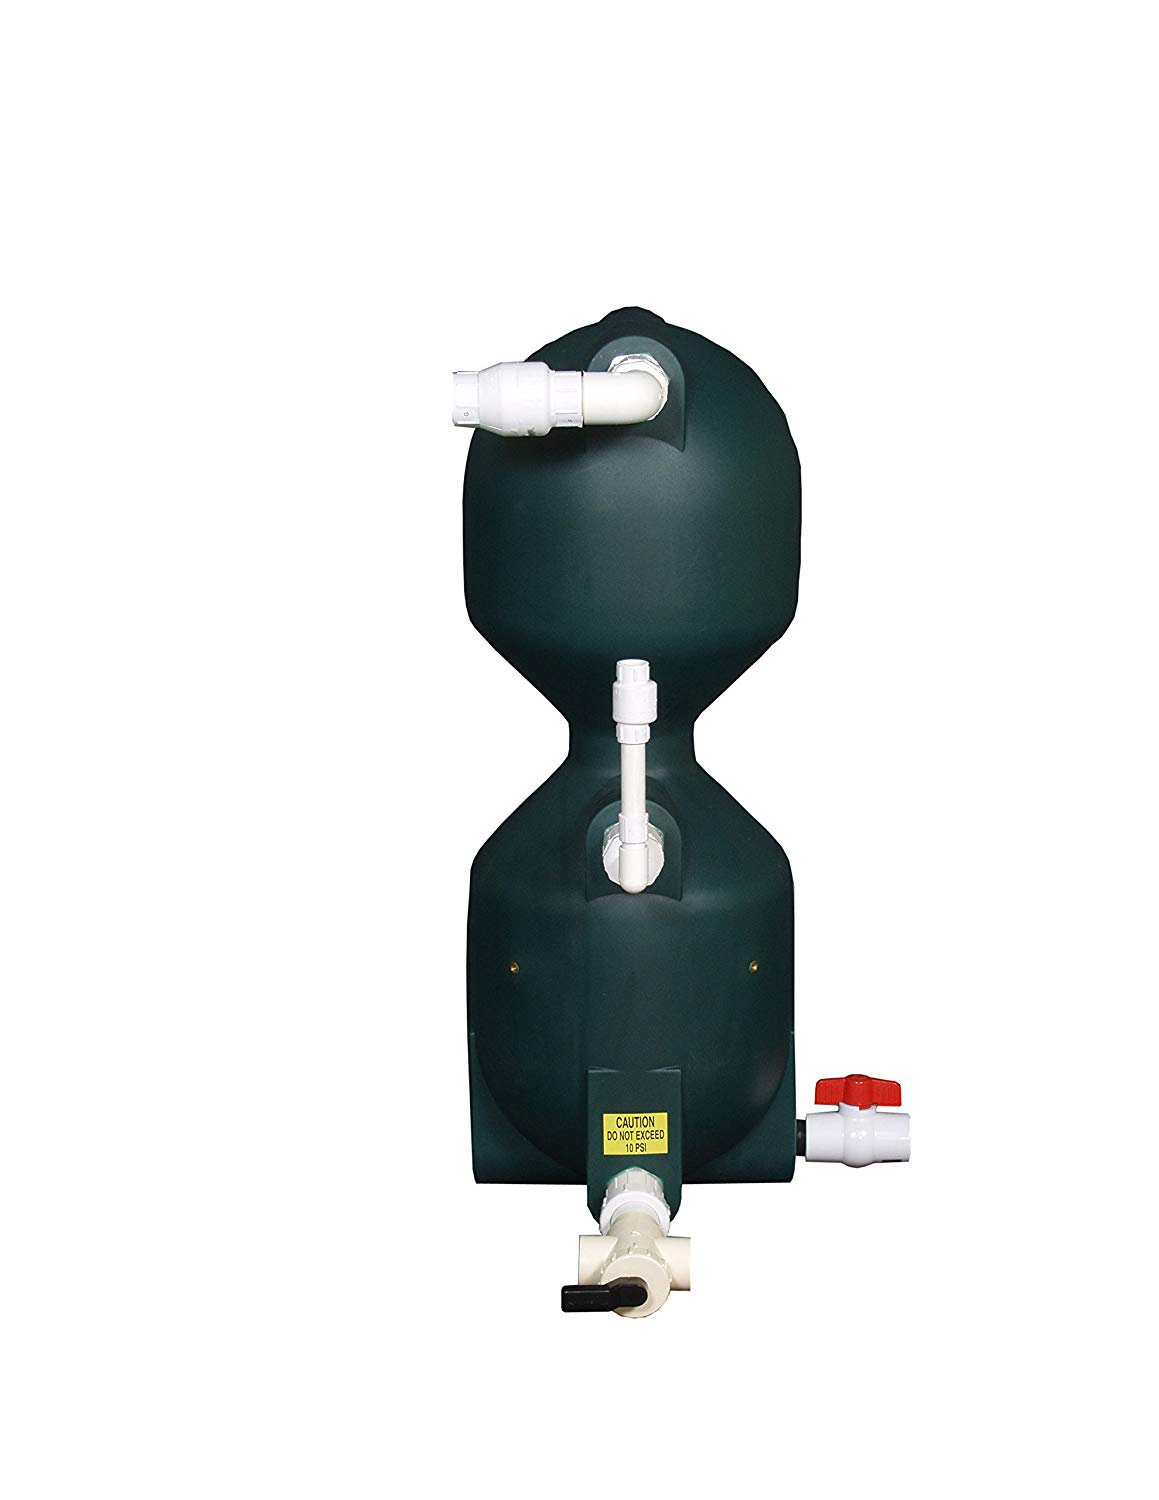 G
F
CAUTION
DO NOT EXCEED
10 PSI